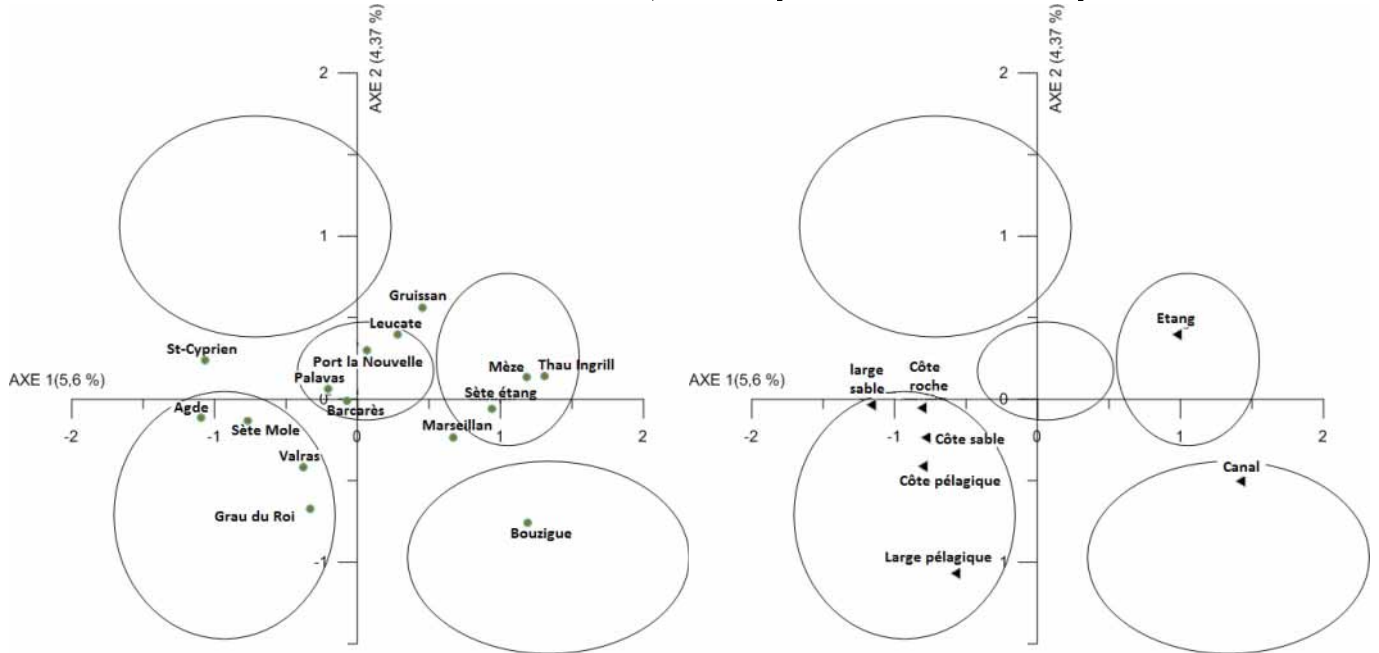 AXE 2 (4,37 %)
2
1
Gruissan
Leucate
St-Cyprien
Port la Nouvelle
Mèze
Thau Ingrill
Palavas
AXE 1(5,6 %)
Sète étang
0
Agde
Barcarès
Marseillan
-2
-1
0
1
2
Sète Mole
Valras
Grau du Roi
Bouzigue
-1
AXE 2 (4,37 %)
2
1
Etang
large
sable
Côte
roche
AXE 1(5,6 %)
0
-2
-1
0
1
2
Côte sable
Canal
Côte pélagique
Large pélagique
1